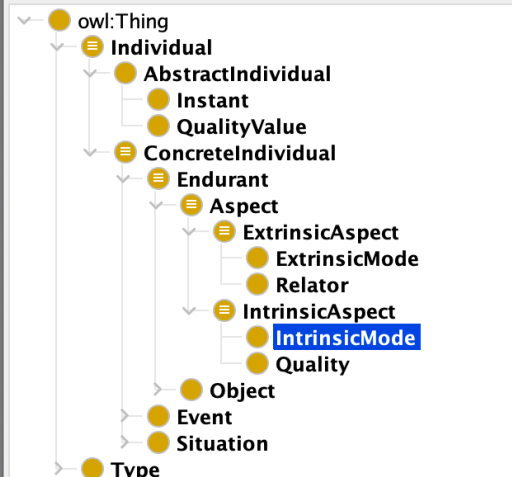 owl:Thing
Individual
AbstractIndividual
Instant
QualityValue
ConcreteIndividual
Endurant
Aspect
ExtrinsicAspect
ExtrinsicMode
Relator
IntrinsicAspect
IntrinsicMode
Quality
Object
Event
Situation
Type